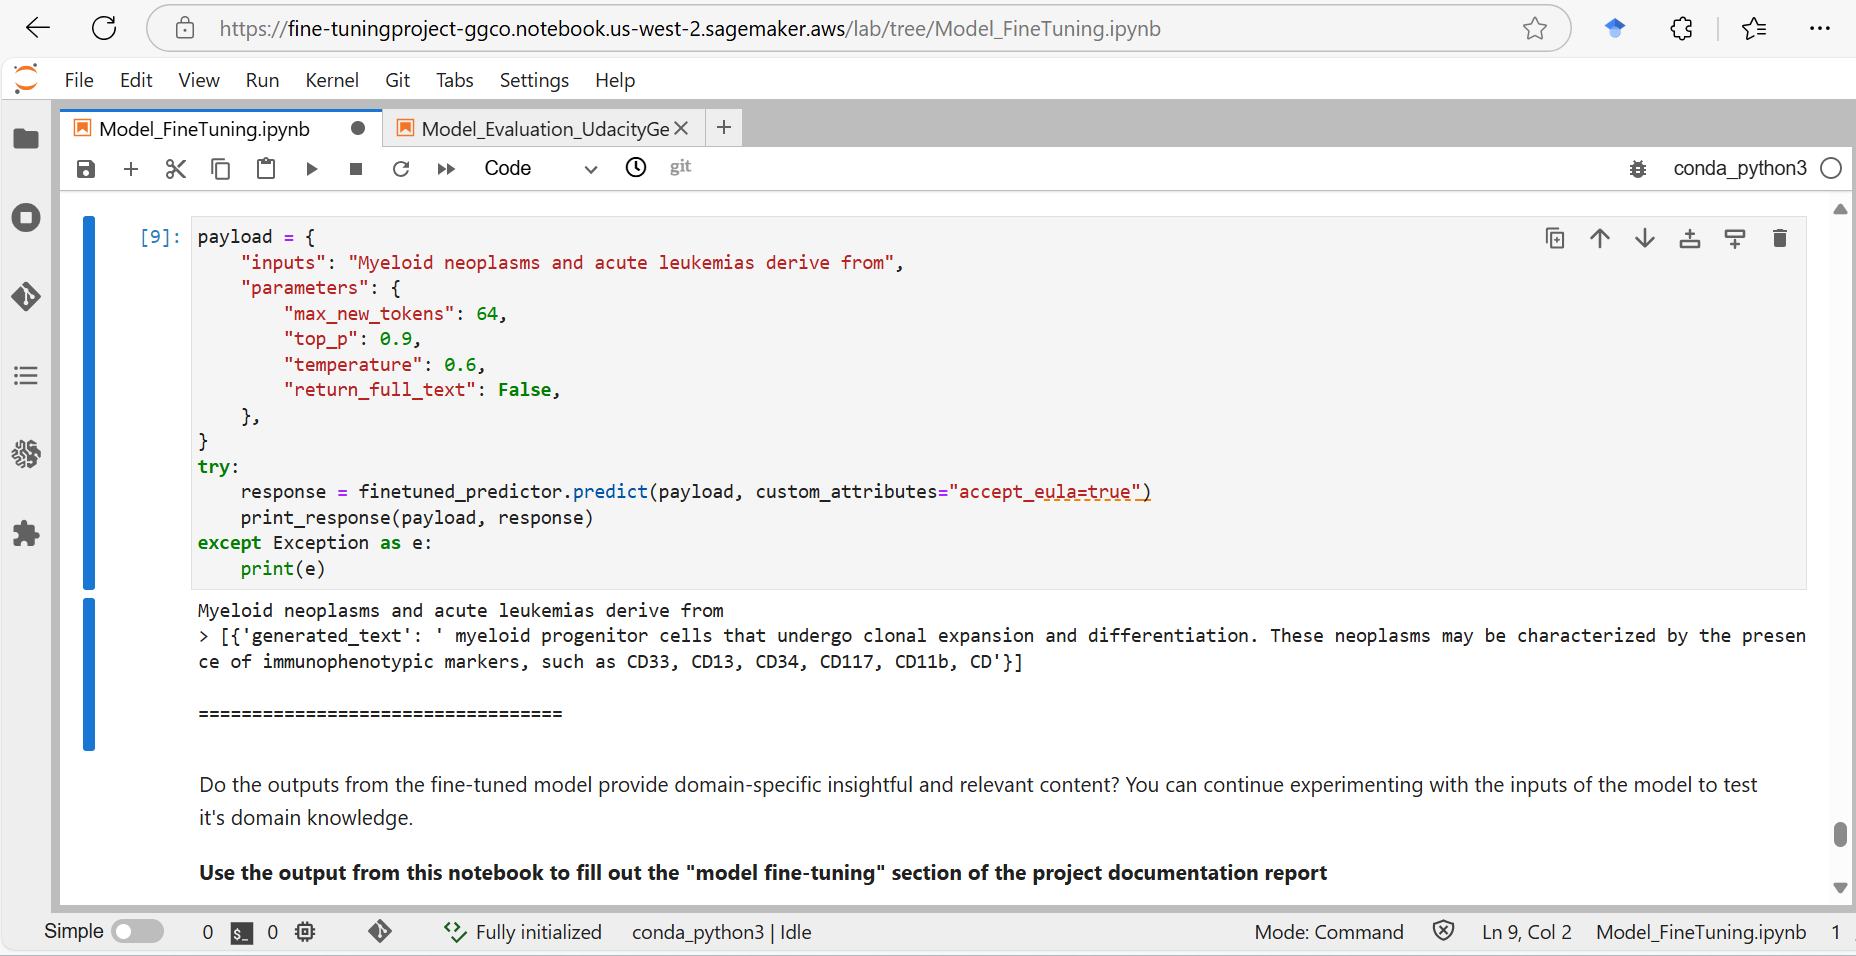 https://fine-tuningproject-ggco.notebook.us-west-2.sagemaker.aws/lab/tree/Model_FineTuning.ipynb
File Edit View Run Kernel Git Tabs Settings Help
Model_FineTuning.ipynb Model_Evaluation_UdacityGe
Code git conda_python3
[9]: payload = {
    "inputs": "Myeloid neoplasms and acute leukemias derive from",
    "parameters": {
        "max_new_tokens": 64,
        "top_p": 0.9,
        "temperature": 0.6,
        "return_full_text": False,
    },
}
try:
    response = finetuned_predictor.predict(payload, custom_attributes="accept_eula=true")
    print_response(payload, response)
except Exception as e:
    print(e)
Myeloid neoplasms and acute leukemias derive from
> [{'generated_text': ' myeloid progenitor cells that undergo clonal expansion and differentiation. These neoplasms may be characterized by the presen
ce of immunophenotypic markers, such as CD33, CD13, CD34, CD117, CD11b, CD'}]
==================================
Do the outputs from the fine-tuned model provide domain-specific insightful and relevant content? You can continue experimenting with the inputs of the model to test
it's domain knowledge.
Use the output from this notebook to fill out the "model fine-tuning" section of the project documentation report
Simple 0 $_ 0 Fully initialized conda_python3 | Idle Mode: Command Ln 9, Col 2 Model_FineTuning.ipynb 1